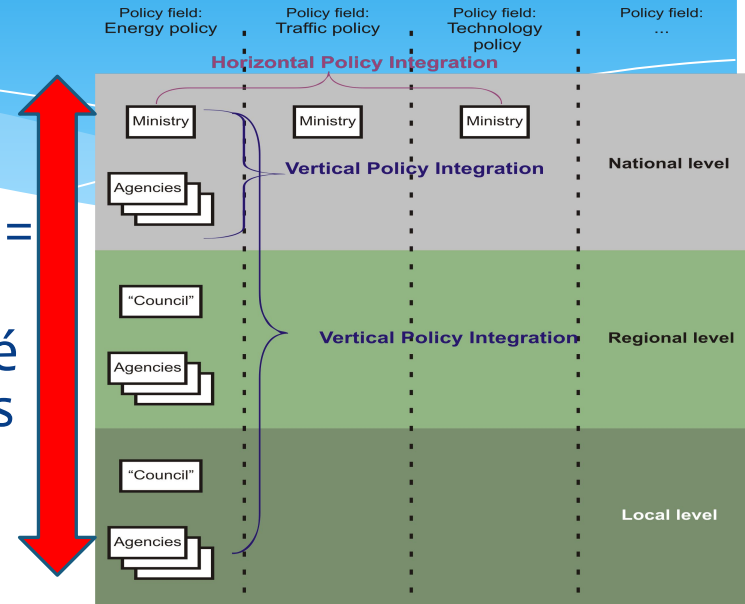 Policy field: Policy field: Policy field: Policy field:
Energy policy Traffic policy Technology policy ...
Horizontal Policy Integration
Ministry Ministry Ministry
Vertical Policy Integration
National level
Agencies
=
“Council”
Vertical Policy Integration
Regional level
é
Agencies
s
“Council”
Local level
Agencies